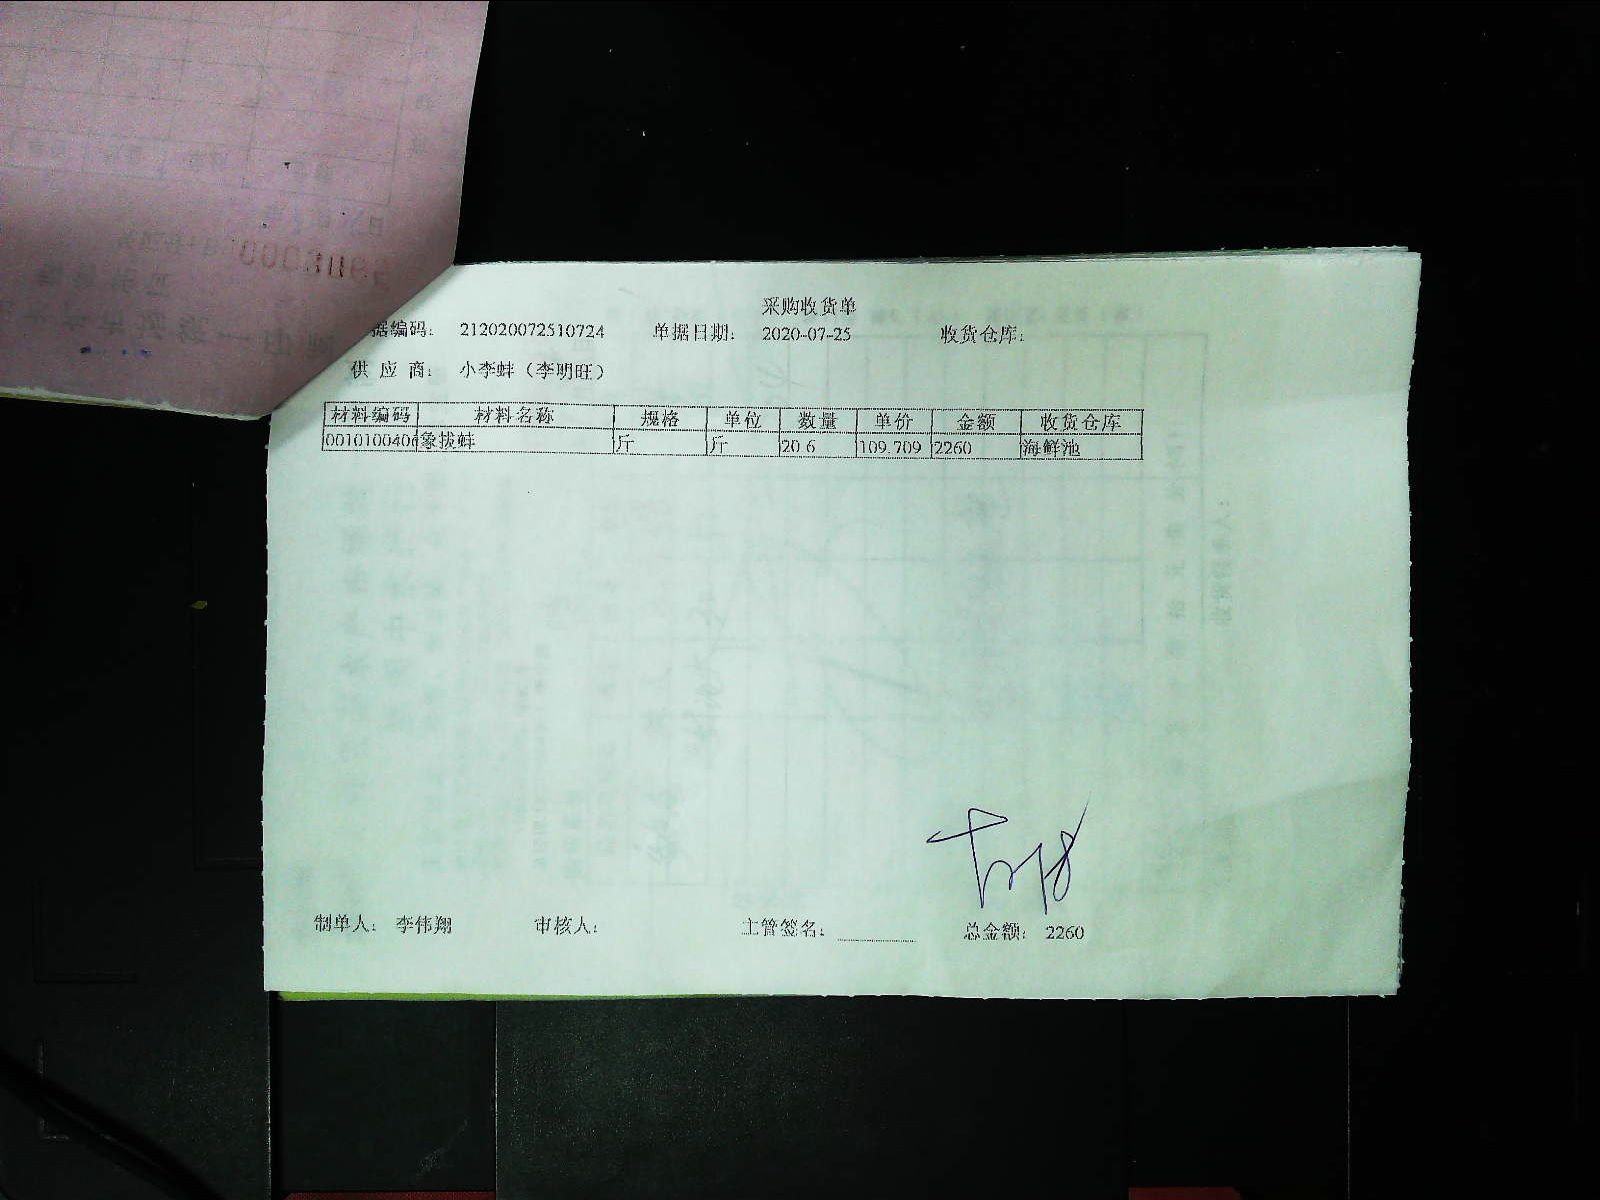 采购收货单
据编码： 212020072510724 单据日期： 2020-07-25 收货仓库：
供 应 商： 小李蚌（李明旺）
材料编码 材料名称 规格 单位 数量 单价 金额 收货仓库
0010100406 象拔蚌 斤 斤 20.6 109.709 2260 海鲜池
制单人： 李伟翔 审核人： 主管签名： 总金额： 2260